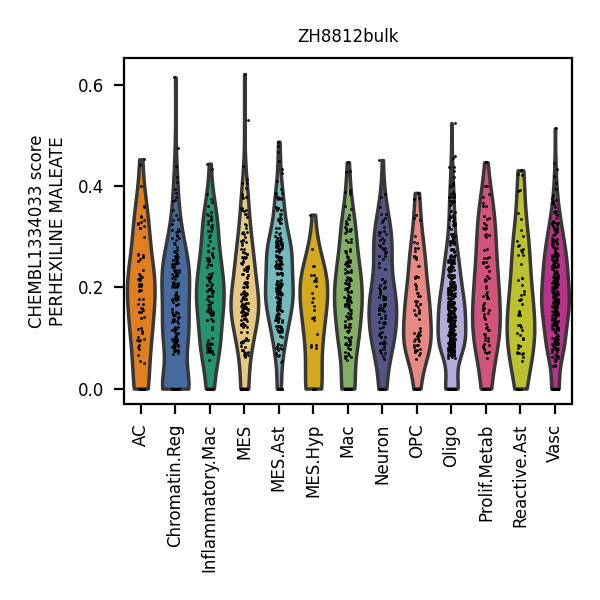 ZH8812bulk
CHEMBL1334033 score
PERHEXILINE MALEATE
0.6
0.4
0.2
0.0
AC
Chromatin.Reg
Inflammatory.Mac
MES
MES.Ast
MES.Hyp
Mac
Neuron
OPC
Oligo
Prolif.Metab
Reactive.Ast
Vasc